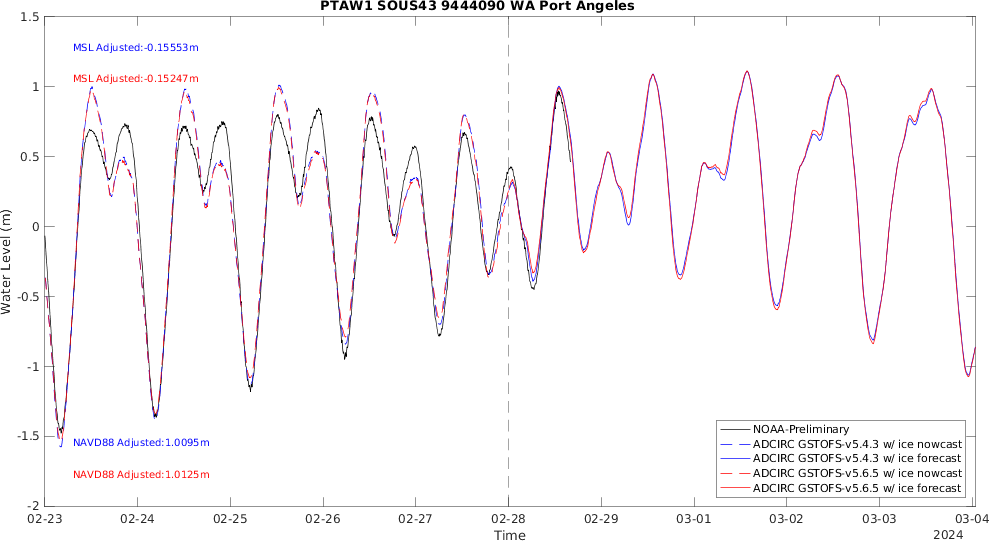 PTAW1 SOUS43 9444090 WA Port Angeles
1.5
MSL Adjusted:-0.15553m
MSL Adjusted:-0.15247m
1
0.5
0
-0.5
-1
-1.5
-2
Water Level (m)
NAVD88 Adjusted:1.0095m
NAVD88 Adjusted:1.0125m
NOAA-Preliminary
ADCIRC GSTOFS-v5.4.3 w/ ice nowcast
ADCIRC GSTOFS-v5.4.3 w/ ice forecast
ADCIRC GSTOFS-v5.6.5 w/ ice nowcast
ADCIRC GSTOFS-v5.6.5 w/ ice forecast
02-23 02-24 02-25 02-26 02-27 02-28 02-29 03-01 03-02 03-03 03-04
Time
2024